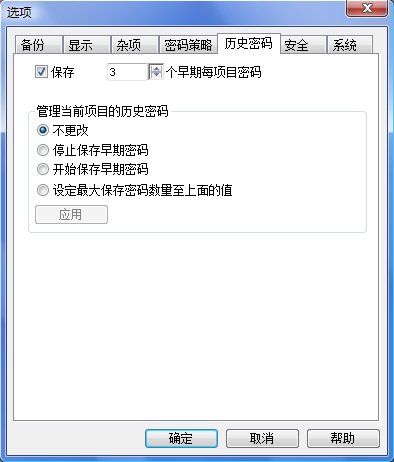 选项
备份 显示 杂项 密码策略 历史密码 安全 系统
保存 3 个早期每项目密码
管理当前项目的历史密码
不更改
停止保存早期密码
开始保存早期密码
设定最大保存密码数量至上面的值
应用
确定 取消 帮助